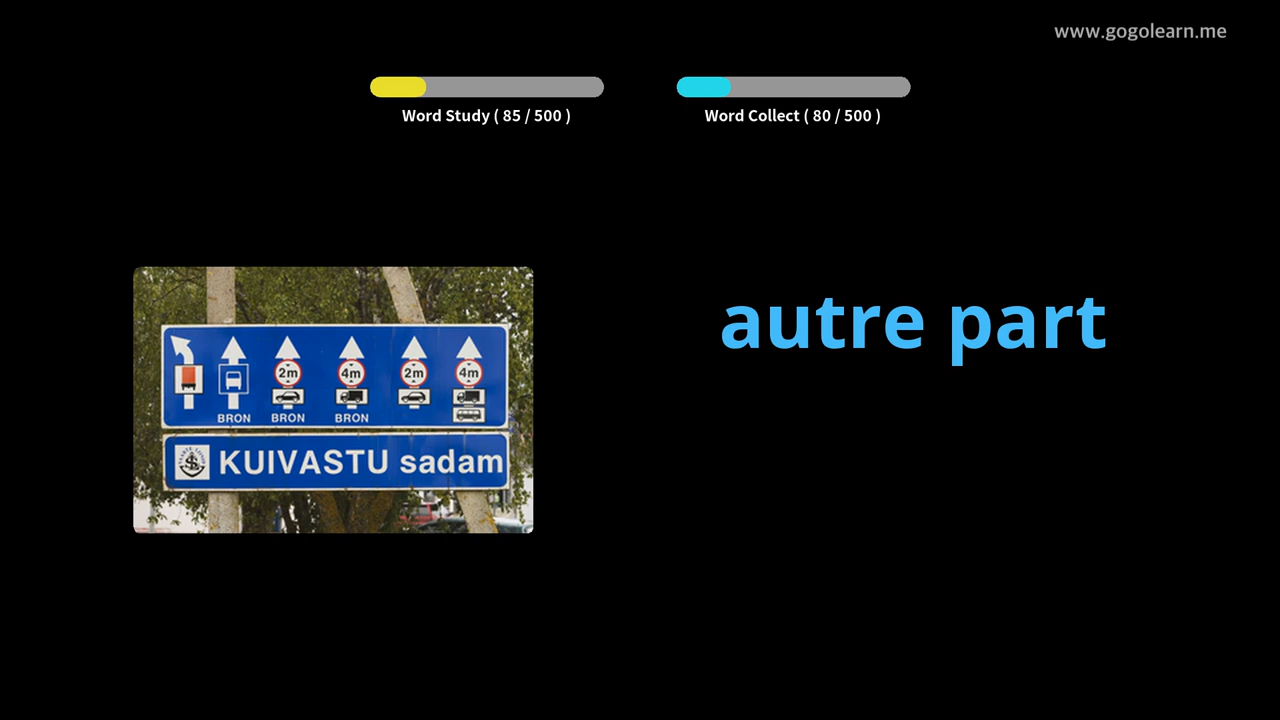 www.gogolearn.me
Word Study ( 85 / 500 )
Word Collect ( 80 / 500 )
autre part
2m 4m 2m 4m
BRON BRON BRON
KUIVASTU sadam